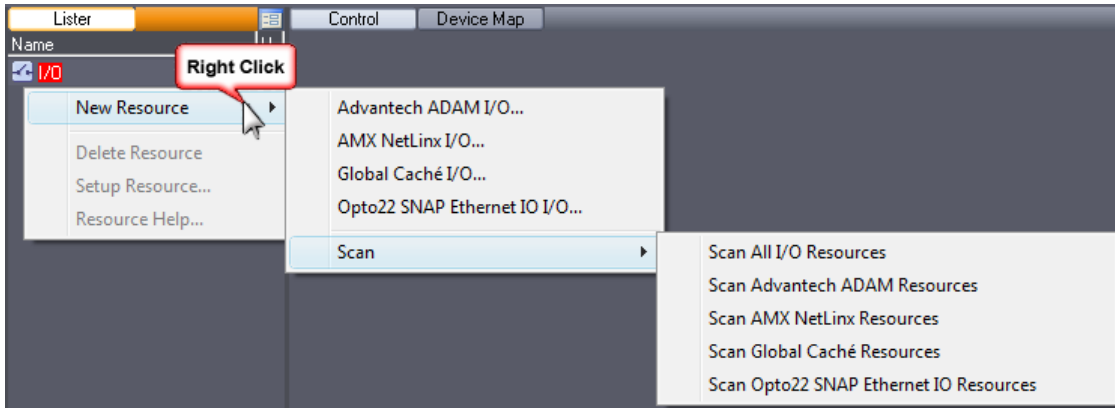 Lister
Control
Device Map
Name
I/O
Right Click
New Resource
Delete Resource
Setup Resource...
Resource Help...
Advantech ADAM I/O...
AMX NetLinx I/O...
Global Caché I/O...
Opto22 SNAP Ethernet IO I/O...
Scan
Scan All I/O Resources
Scan Advantech ADAM Resources
Scan AMX NetLinx Resources
Scan Global Caché Resources
Scan Opto22 SNAP Ethernet IO Resources